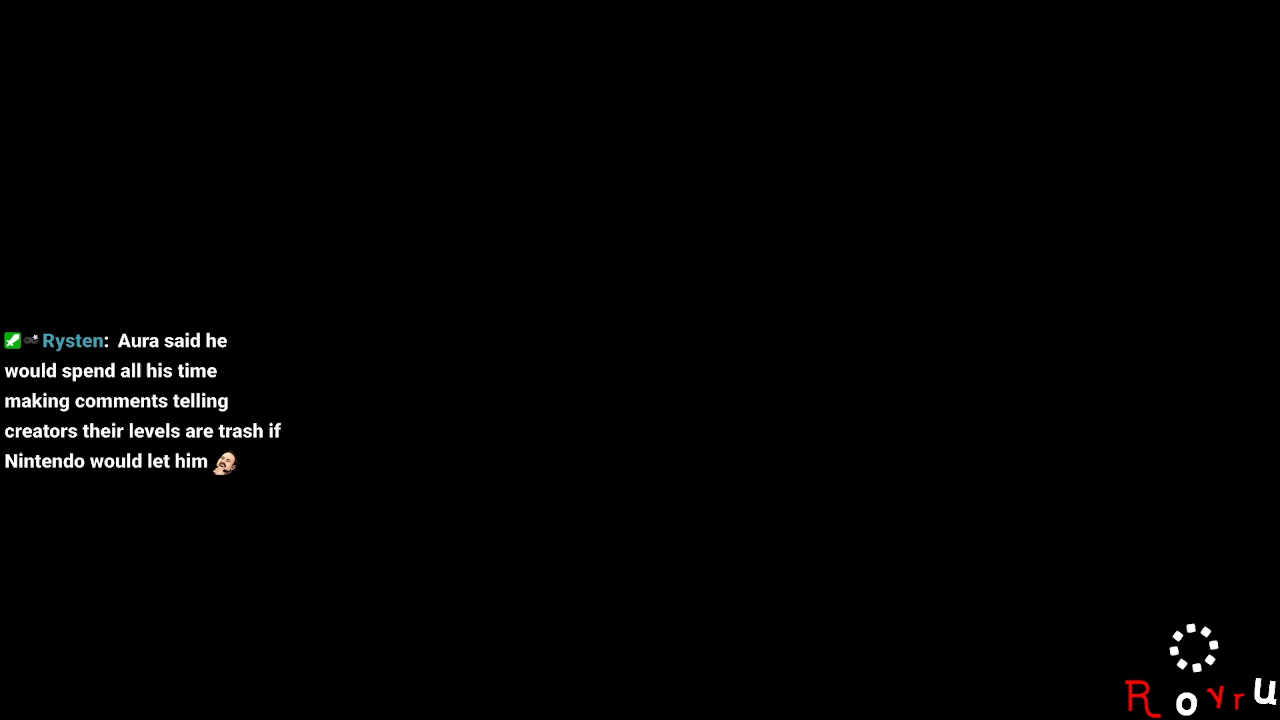 Rysten: Aura said he
would spend all his time
making comments telling
creators their levels are trash if
Nintendo would let him
Royru